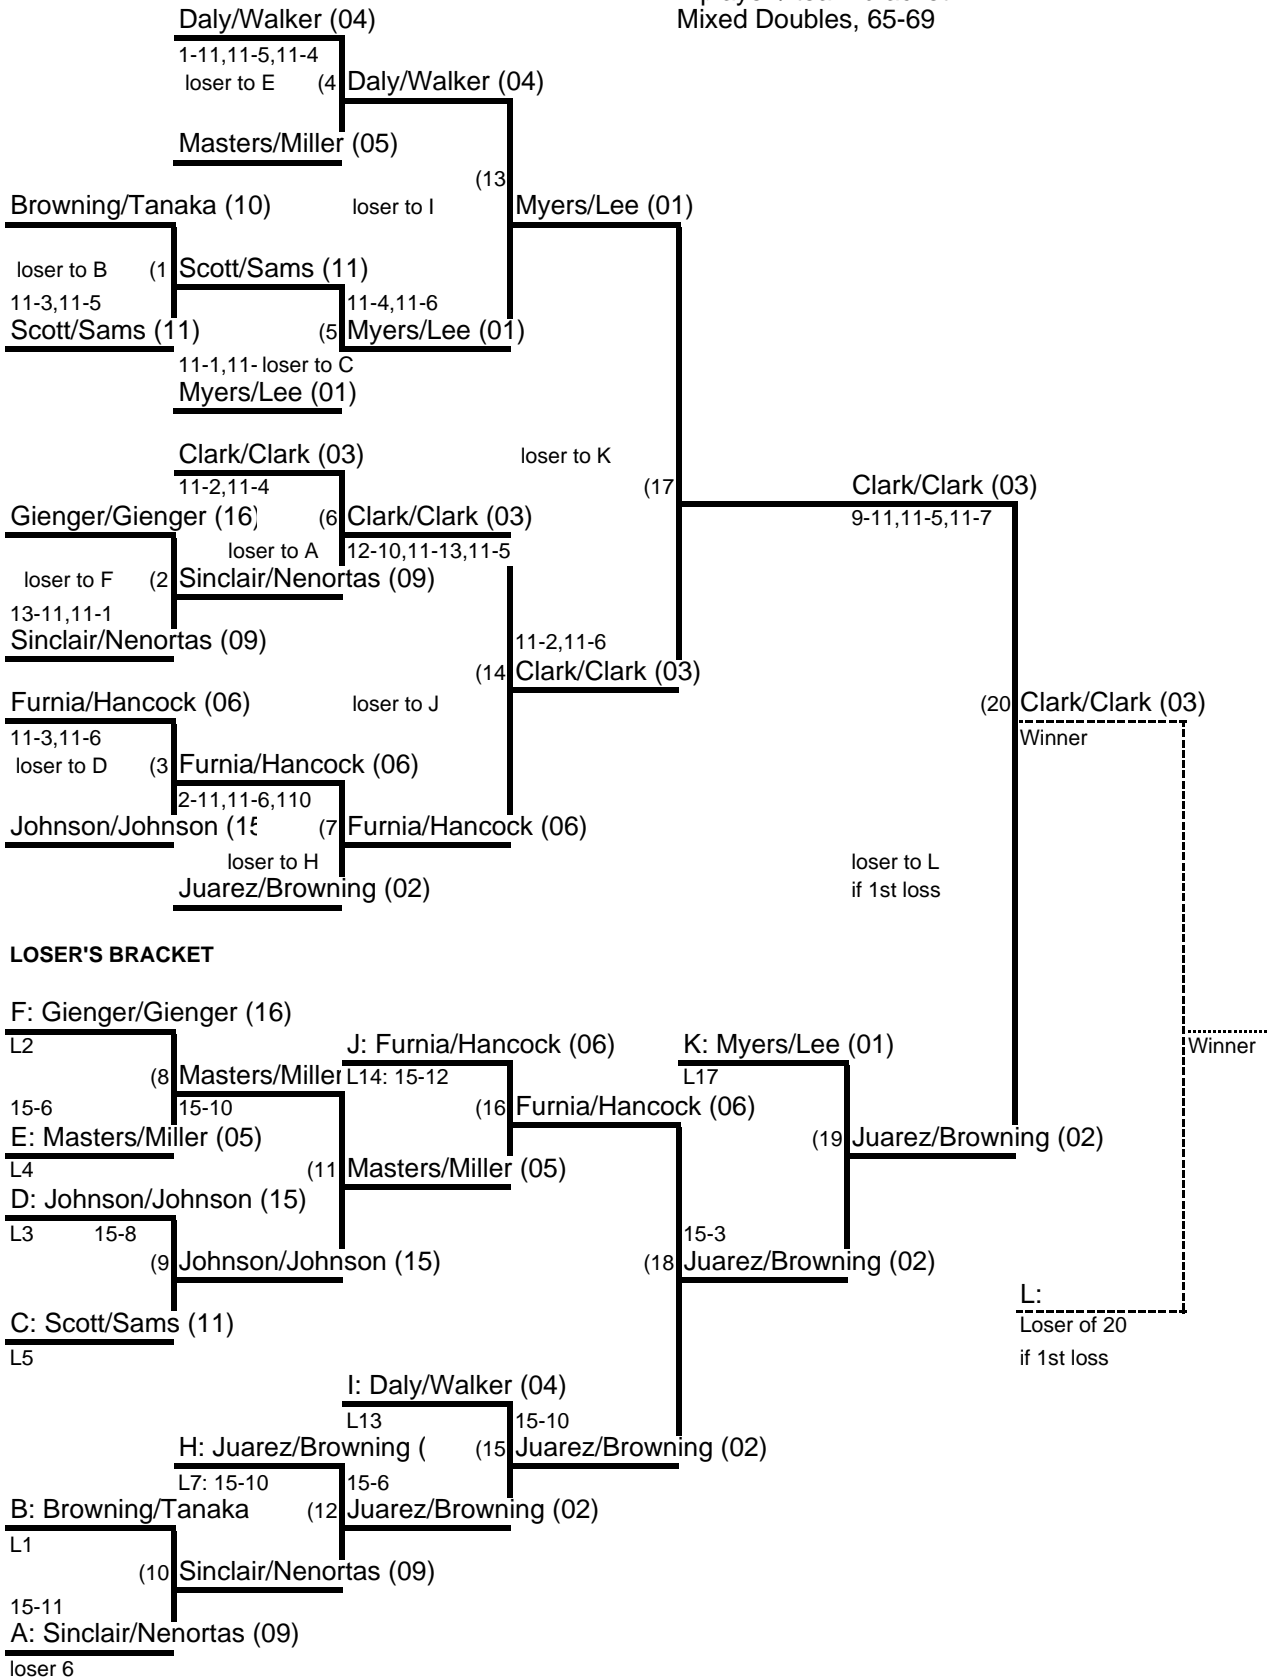 Mixed Doubles, 65-69
Daly/Walker (04)
1-11,11-5,11-4
loser to E (4 Daly/Walker (04)
Masters/Miller (05)
(13
Browning/Tanaka (10) loser to I Myers/Lee (01)
loser to B (1 Scott/Sams (11)
11-3,11-5 11-4,11-6
Scott/Sams (11) (5 Myers/Lee (01)
11-1,11- loser to C
Myers/Lee (01)
Clark/Clark (03) loser to K
11-2,11-4 (17 Clark/Clark (03)
Gienger/Gienger (16) (6 Clark/Clark (03) 9-11,11-5,11-7
loser to A 12-10,11-13,11-5
loser to F (2 Sinclair/Nenortas (09)
13-11,11-1
Sinclair/Nenortas (09) 11-2,11-6
(14 Clark/Clark (03)
Furnia/Hancock (06) loser to J (20 Clark/Clark (03)
11-3,11-6 Winner
loser to D (3 Furnia/Hancock (06)
2-11,11-6,110
Johnson/Johnson (15 (7 Furnia/Hancock (06)
loser to H loser to L
Juarez/Browning (02) if 1st loss
LOSER'S BRACKET
F: Gienger/Gienger (16)
L2 J: Furnia/Hancock (06) K: Myers/Lee (01) Winner
(8 Masters/Miller L14: 15-12 L17
15-6 15-10 (16 Furnia/Hancock (06)
E: Masters/Miller (05) (19 Juarez/Browning (02)
L4 (11 Masters/Miller (05)
D: Johnson/Johnson (15)
L3 15-8 15-3
(9 Johnson/Johnson (15) (18 Juarez/Browning (02)
L:
C: Scott/Sams (11) Loser of 20
L5 if 1st loss
I: Daly/Walker (04)
L13 15-10
H: Juarez/Browning ( (15 Juarez/Browning (02)
L7: 15-10 15-6
B: Browning/Tanaka (12 Juarez/Browning (02)
L1
(10 Sinclair/Nenortas (09)
15-11
A: Sinclair/Nenortas (09)
loser 6